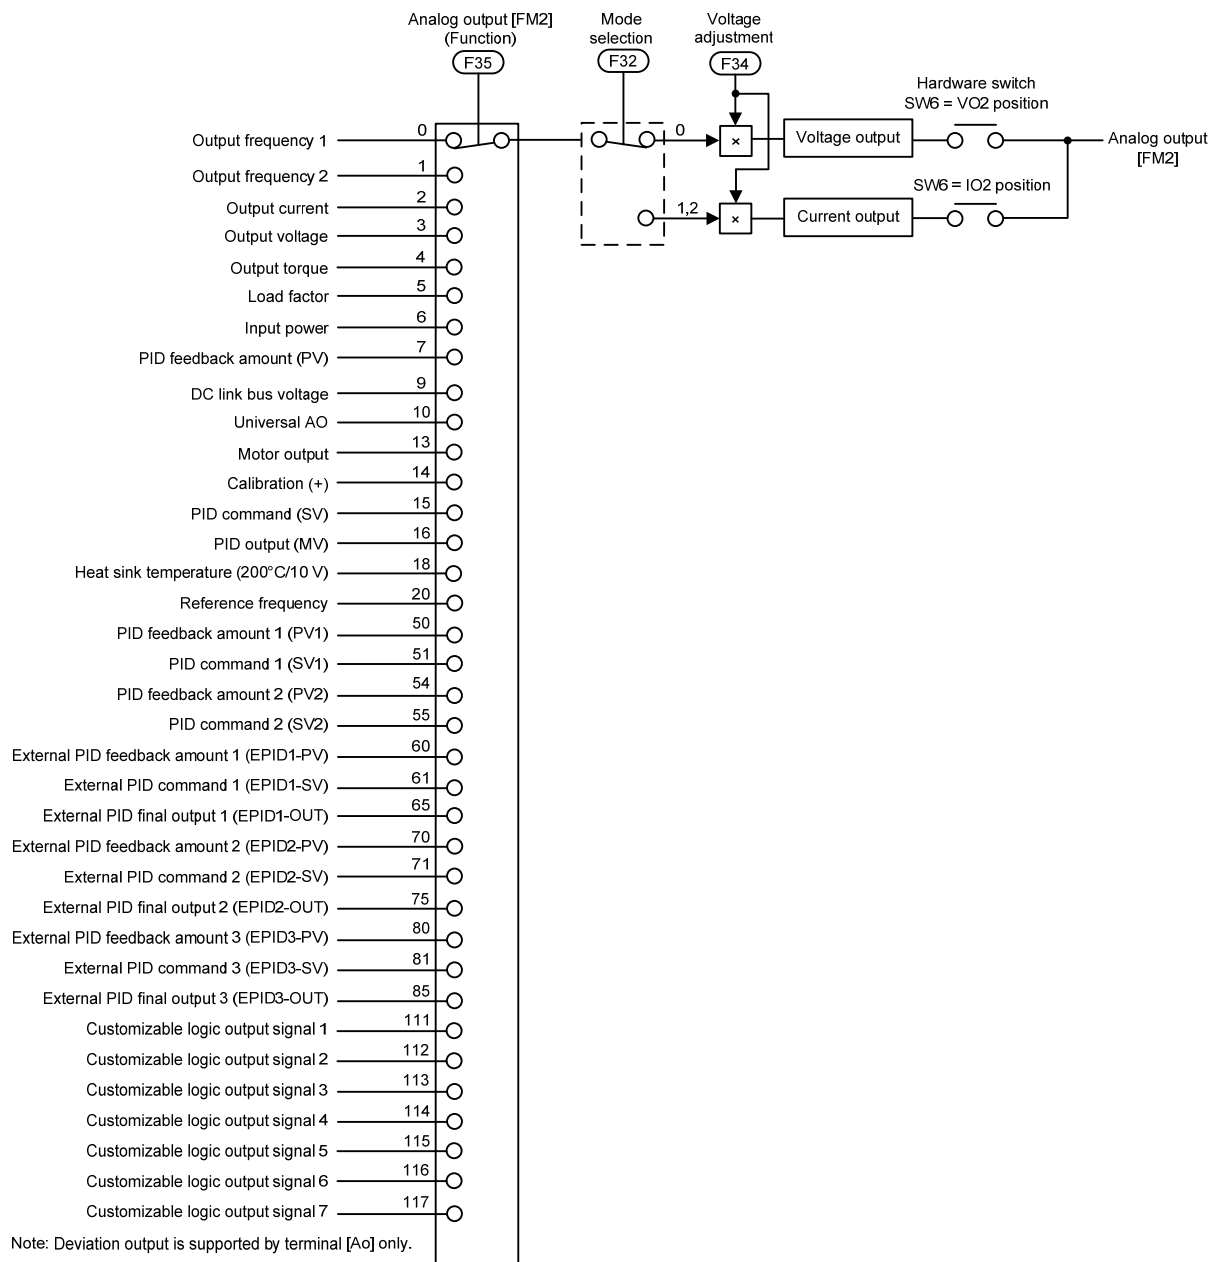 Analog output [FM2]
(Function)
F35
Mode
selection
F32
Voltage
adjustment
F34
Hardware switch
SW6 = VO2 position
Output frequency 1
0
0
×
Voltage output
Analog output
[FM2]
Output frequency 2
1
SW6 = IO2 position
Output current
2
1,2
×
Current output
Output voltage
3
Output torque
4
Load factor
5
Input power
6
PID feedback amount (PV)
7
DC link bus voltage
9
Universal AO
10
Motor output
13
Calibration (+)
14
PID command (SV)
15
PID output (MV)
16
Heat sink temperature (200°C/10 V)
18
Reference frequency
20
PID feedback amount 1 (PV1)
50
PID command 1 (SV1)
51
PID feedback amount 2 (PV2)
54
PID command 2 (SV2)
55
External PID feedback amount 1 (EPID1-PV)
60
External PID command 1 (EPID1-SV)
61
External PID final output 1 (EPID1-OUT)
65
External PID feedback amount 2 (EPID2-PV)
70
External PID command 2 (EPID2-SV)
71
External PID final output 2 (EPID2-OUT)
75
External PID feedback amount 3 (EPID3-PV)
80
External PID command 3 (EPID3-SV)
81
External PID final output 3 (EPID3-OUT)
85
Customizable logic output signal 1
111
Customizable logic output signal 2
112
Customizable logic output signal 3
113
Customizable logic output signal 4
114
Customizable logic output signal 5
115
Customizable logic output signal 6
116
Customizable logic output signal 7
117
Note: Deviation output is supported by terminal [Ao] only.